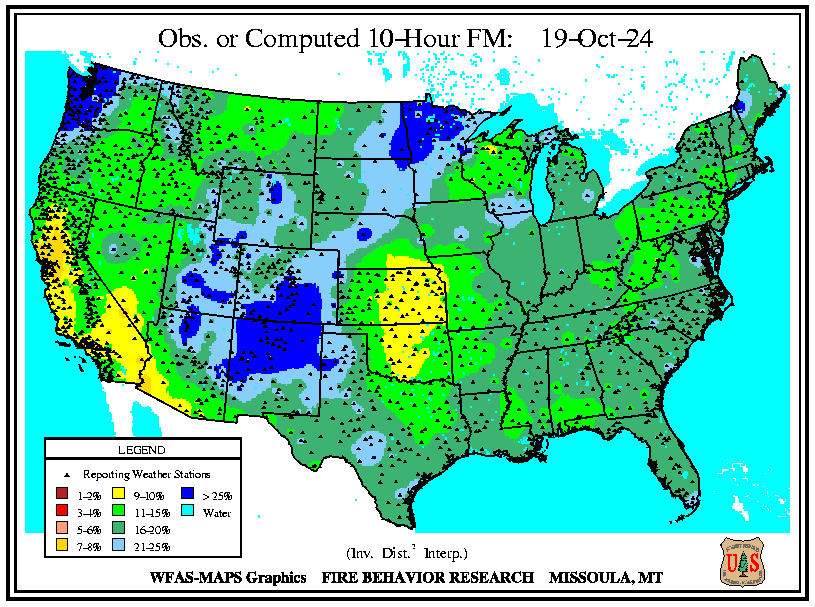 Obs. or Computed 10-Hour FM: 19-Oct-24
LEGEND
Reporting Weather Stations
1-2% 9-10% > 25%
3-4% 11-15% Water
5-6% 16-20%
7-8% 21-25%
(Inv. Dist.² Interp.)
WFAS-MAPS Graphics FIRE BEHAVIOR RESEARCH MISSOULA, MT
U S